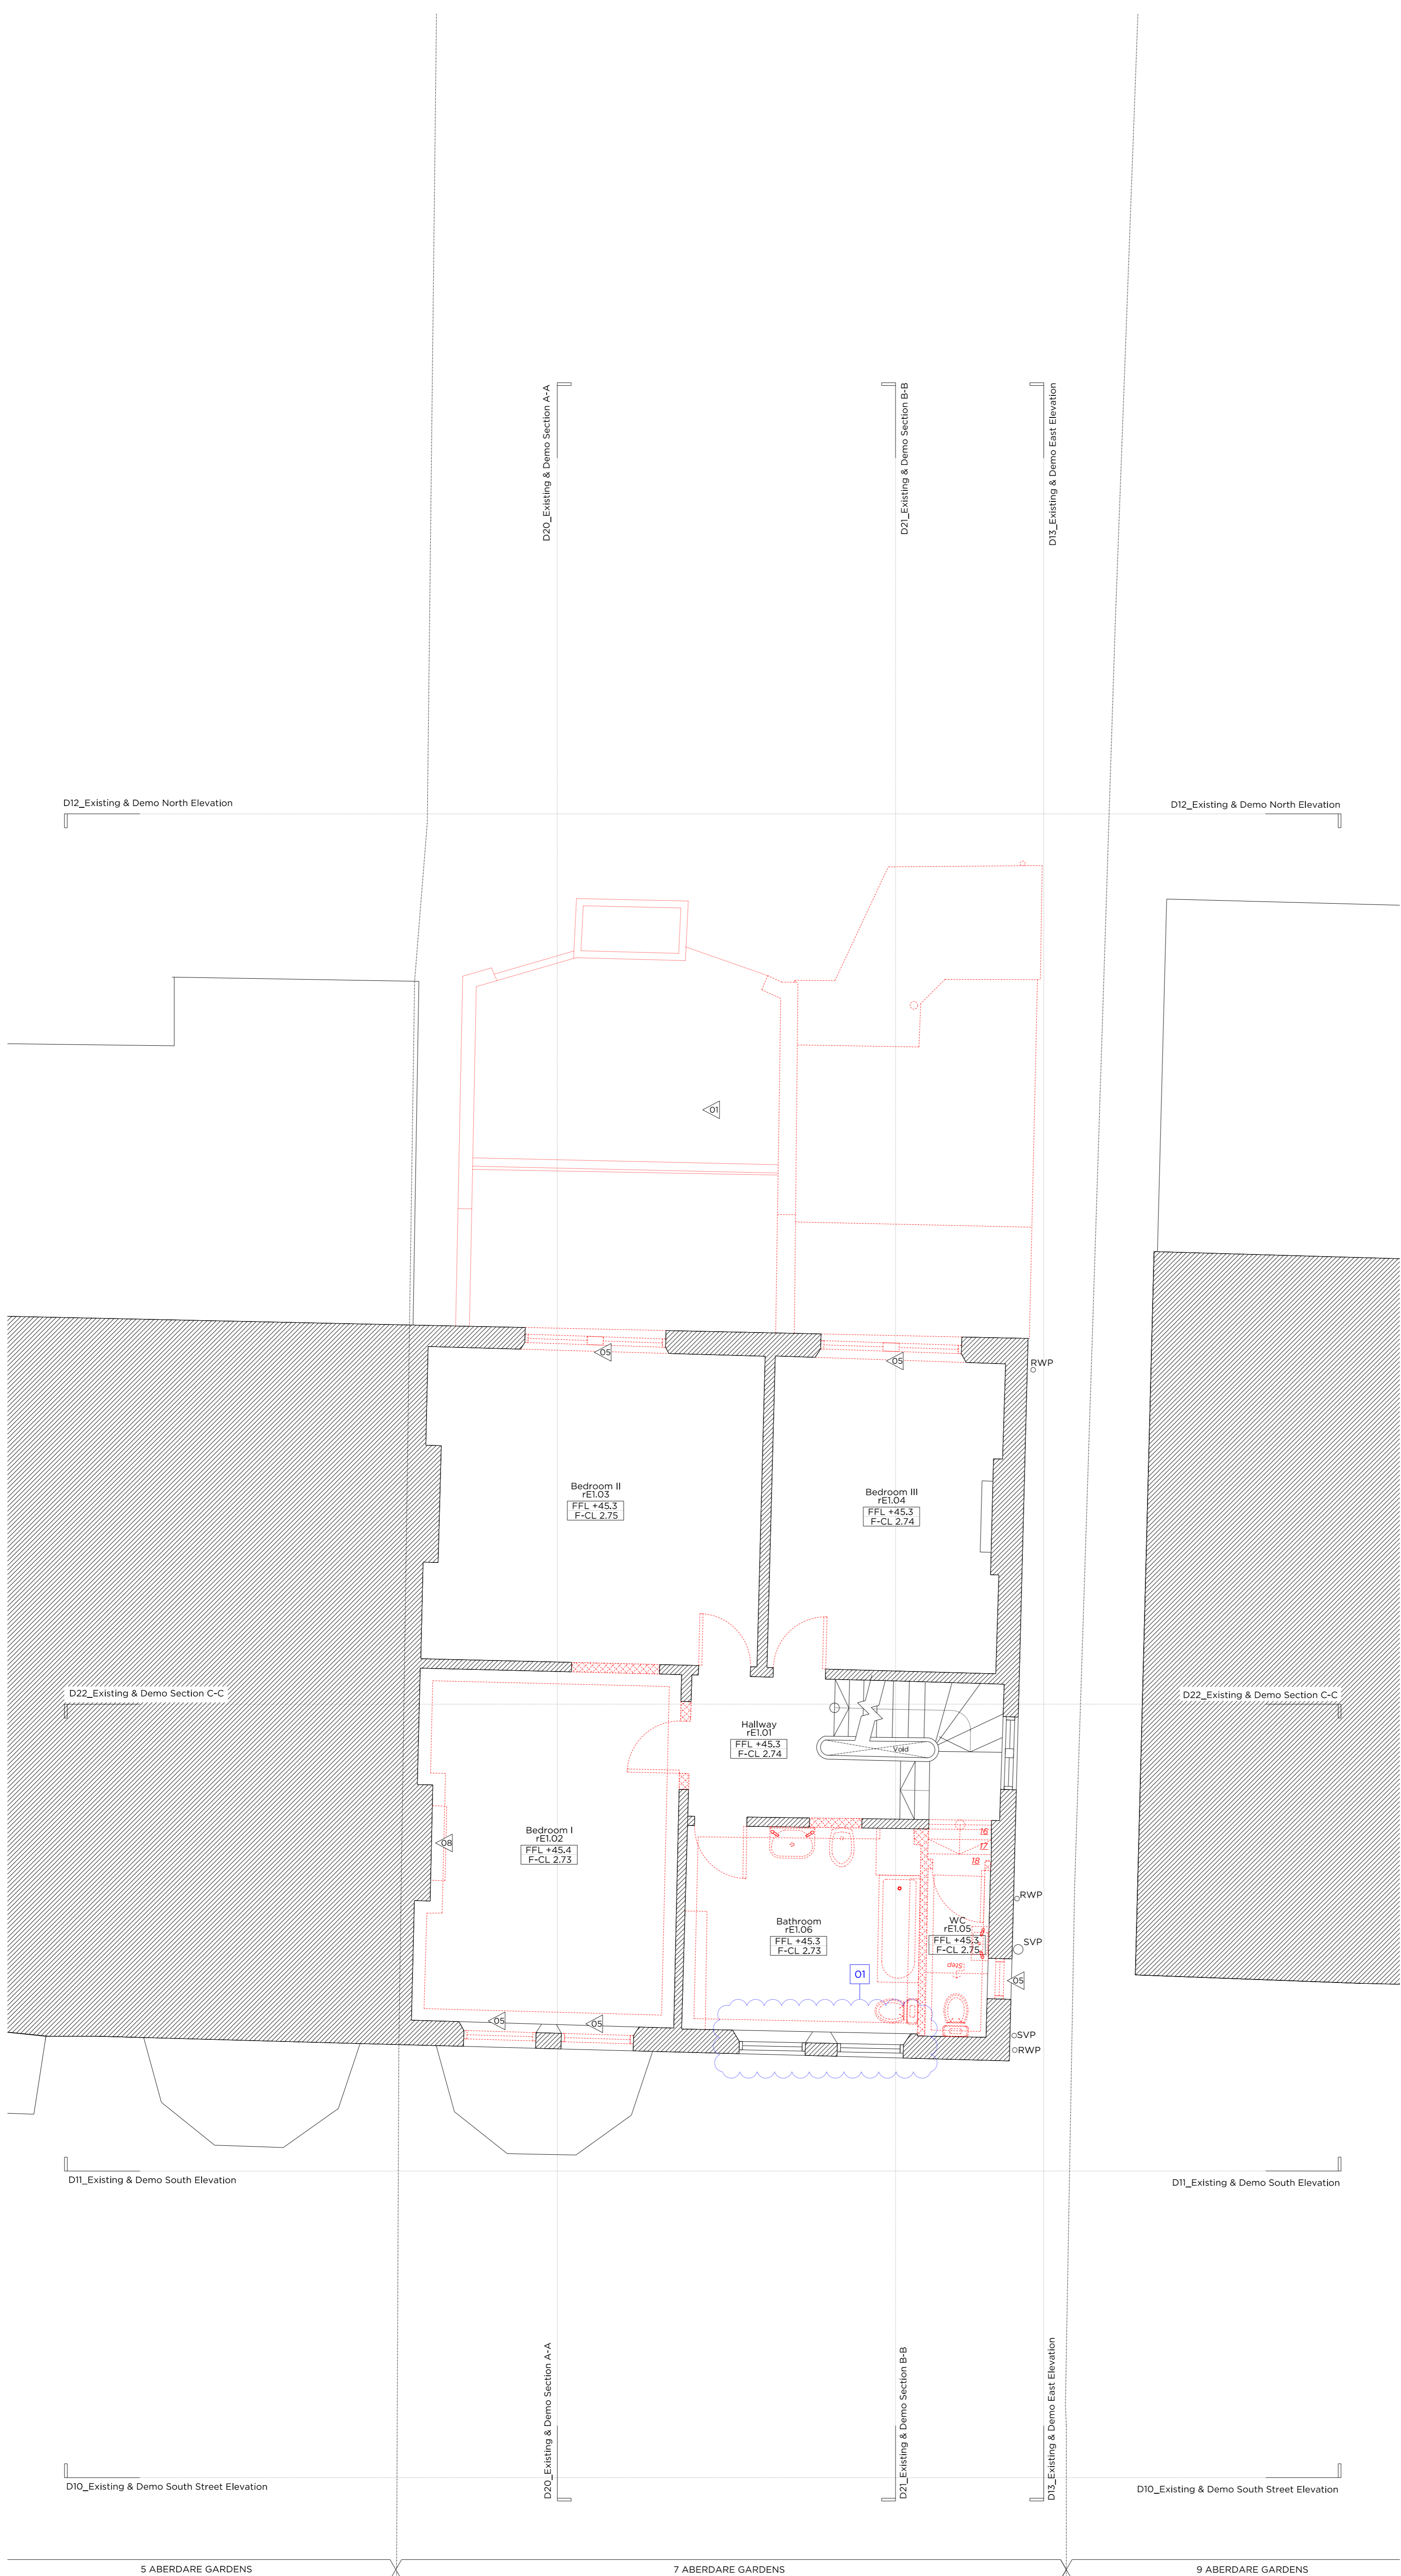 D20_Existing & Demo Section A-A
D21_Existing & Demo Section B-B
D13_Existing & Demo East Elevation
D12_Existing & Demo North Elevation
D12_Existing & Demo North Elevation
01
05
05
RWP
Bedroom II
rE1.03
FFL +45.3
F-CL 2.75
Bedroom III
rE1.04
FFL +45.3
F-CL 2.74
D22_Existing & Demo Section C-C
D22_Existing & Demo Section C-C
Hallway
rE1.01
FFL +45.3
F-CL 2.74
Void
16
17
18
08
Bedroom I
rE1.02
FFL +45.4
F-CL 2.73
RWP
Bathroom
rE1.06
FFL +45.3
F-CL 2.73
WC
rE1.05
FFL +45.3
F-CL 2.75
SVP
Step
01
05
05
05
SVP
RWP
D11_Existing & Demo South Elevation
D11_Existing & Demo South Elevation
D20_Existing & Demo Section A-A
D21_Existing & Demo Section B-B
D13_Existing & Demo East Elevation
D10_Existing & Demo South Street Elevation
D10_Existing & Demo South Street Elevation
5 ABERDARE GARDENS
7 ABERDARE GARDENS
9 ABERDARE GARDENS